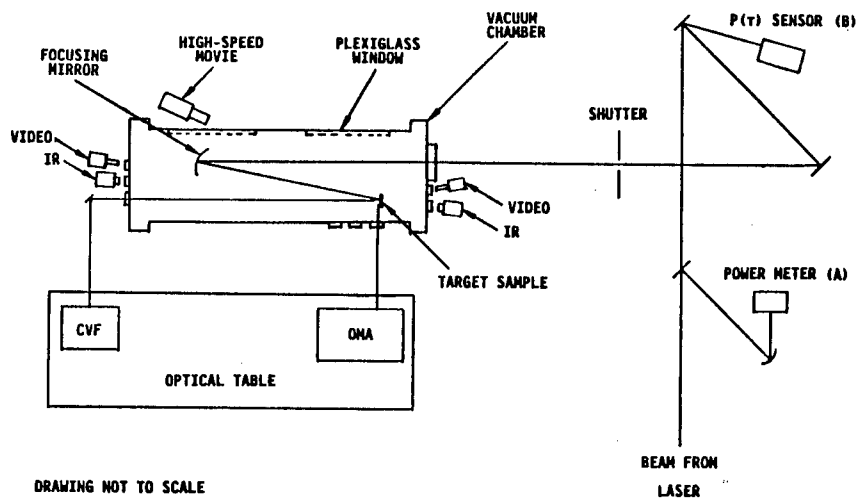 VACUUM
CHAMBER
P(T) SENSOR (B)
HIGH-SPEED
MOVIE
PLEXIGLASS
WINDOW
FOCUSING
MIRROR
SHUTTER
VIDEO
IR
VIDEO
IR
TARGET SAMPLE
POWER METER (A)
CVF
OMA
OPTICAL TABLE
BEAM FROM
LASER
DRAWING NOT TO SCALE